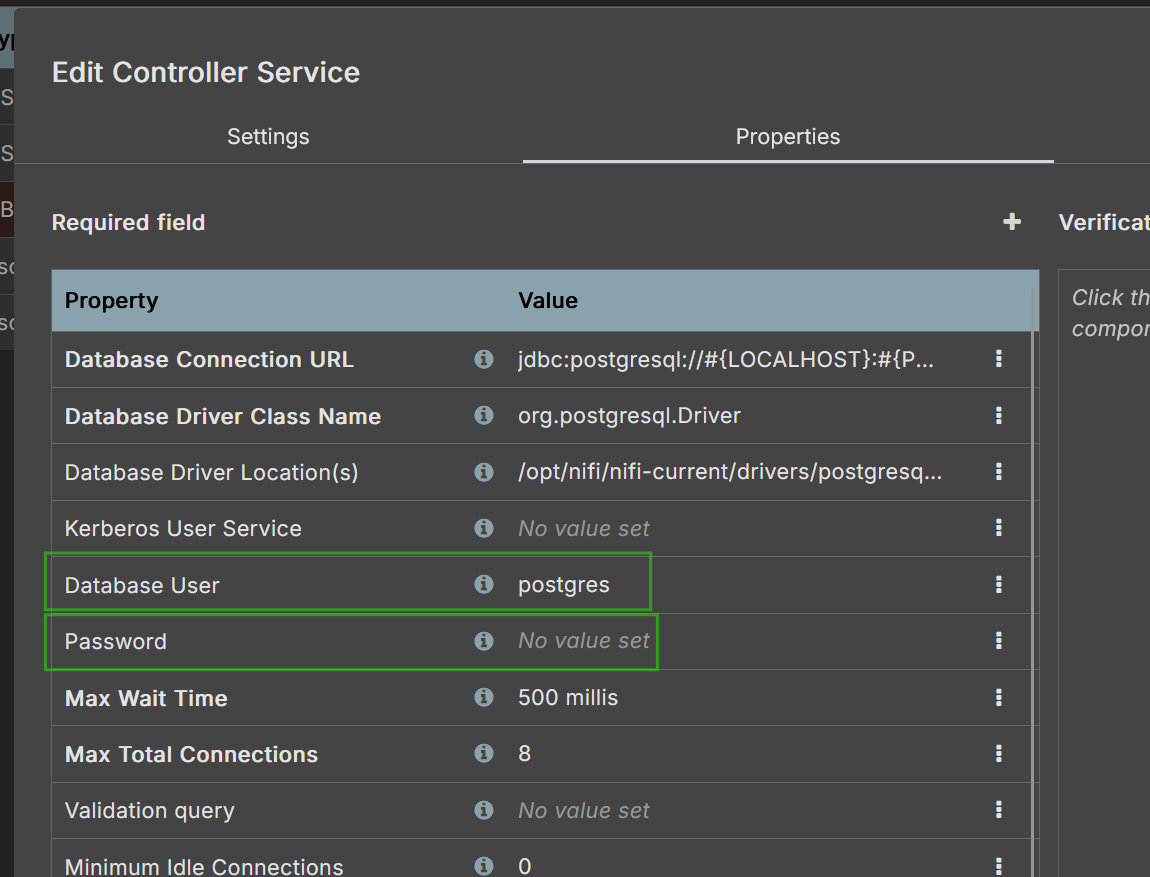 Edit Controller Service
Settings Properties
Required field
Verificat
Property Value
Click th
compor
Database Connection URL jdbc:postgresql://#{LOCALHOST}:#{P...
Database Driver Class Name org.postgresql.Driver
Database Driver Location(s) /opt/nifi/nifi-current/drivers/postgresq...
Kerberos User Service No value set
Database User postgres
Password No value set
Max Wait Time 500 millis
Max Total Connections 8
Validation query No value set
Minimum Idle Connections 0